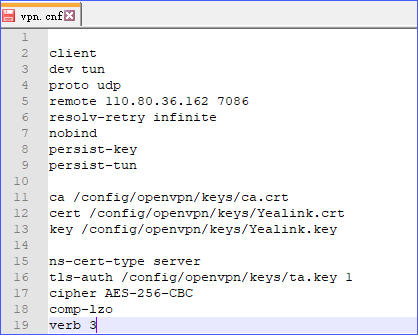 vpn.cnf
1
2 client
3 dev tun
4 proto udp
5 remote 110.80.36.162 7086
6 resolv-retry infinite
7 nobind
8 persist-key
9 persist-tun
10
11 ca /config/openvpn/keys/ca.crt
12 cert /config/openvpn/keys/Yealink.crt
13 key /config/openvpn/keys/Yealink.key
14
15 ns-cert-type server
16 tls-auth /config/openvpn/keys/ta.key 1
17 cipher AES-256-CBC
18 comp-lzo
19 verb 3